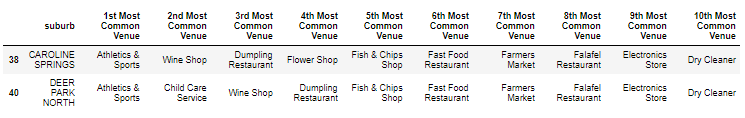 suburb 1st Most Common Venue 2nd Most Common Venue 3rd Most Common Venue 4th Most Common Venue 5th Most Common Venue 6th Most Common Venue 7th Most Common Venue 8th Most Common Venue 9th Most Common Venue 10th Most Common Venue
38 CAROLINE SPRINGS Athletics & Sports Wine Shop Dumpling Restaurant Flower Shop Fish & Chips Shop Fast Food Restaurant Farmers Market Falafel Restaurant Electronics Store Dry Cleaner
40 DEER PARK NORTH Athletics & Sports Child Care Service Wine Shop Dumpling Restaurant Fish & Chips Shop Fast Food Restaurant Farmers Market Falafel Restaurant Electronics Store Dry Cleaner